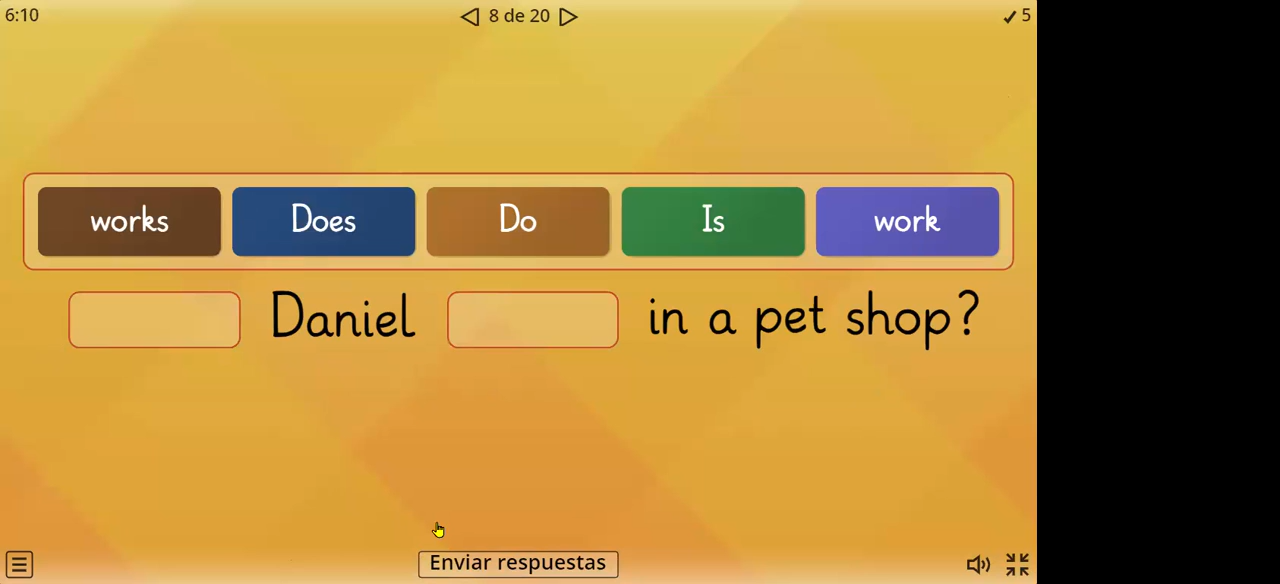 6:10 8 de 20 5
works Does Do Is work
Daniel in a pet shop?
Enviar respuestas